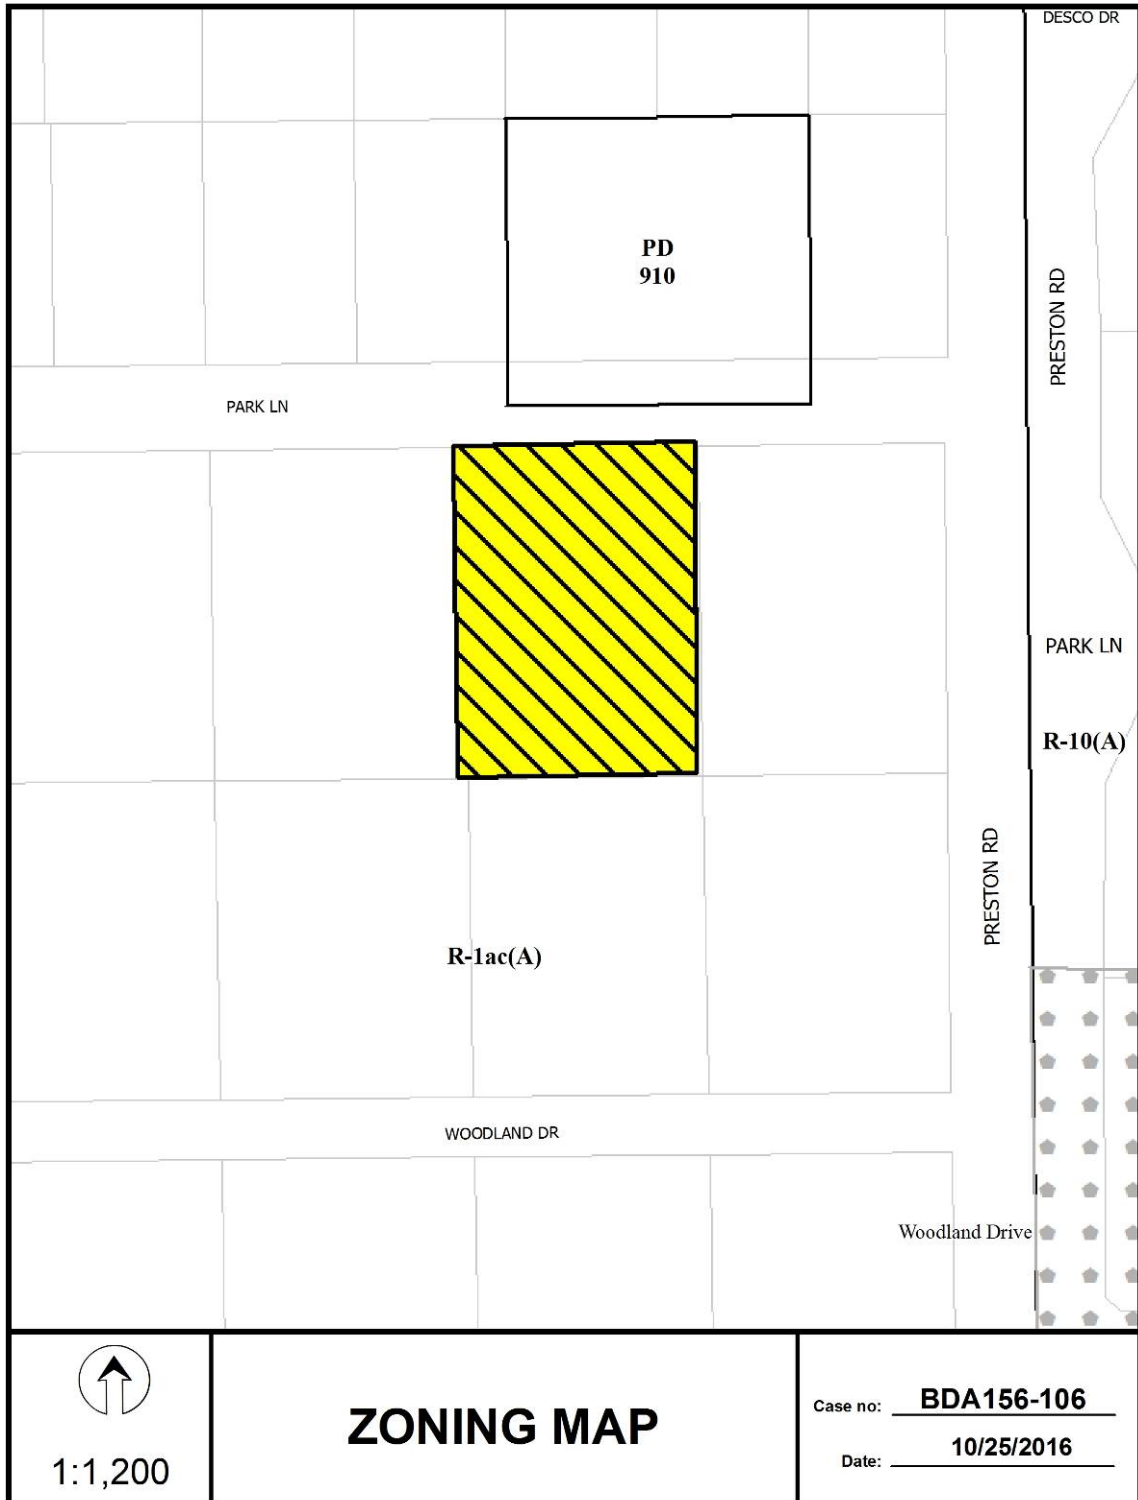 DESCO DR
PD
910
PRESTON RD
PARK LN
PARK LN
R-10(A)
PRESTON RD
R-1ac(A)
WOODLAND DR
Woodland Drive
1:1,200
ZONING MAP
Case no: BDA156-106
Date: 10/25/2016